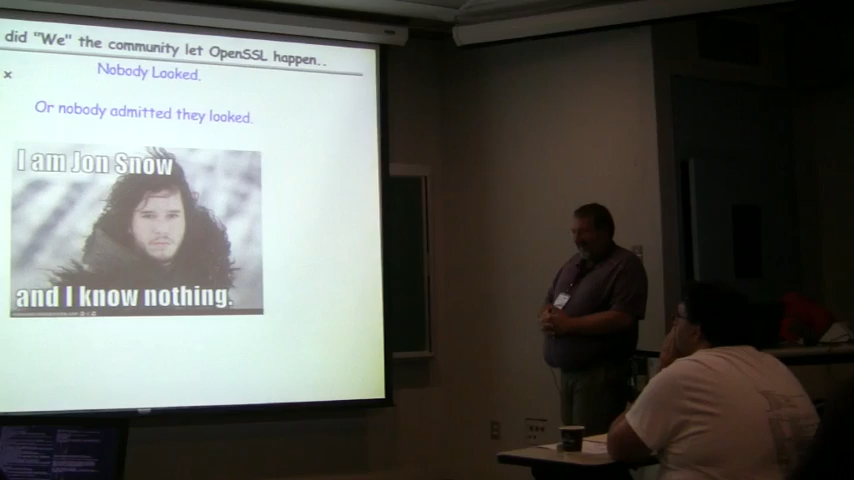 did "We" the community let OpenSSL happen..
x
Nobody Looked.
Or nobody admitted they looked.
I am Jon Snow
and I know nothing.